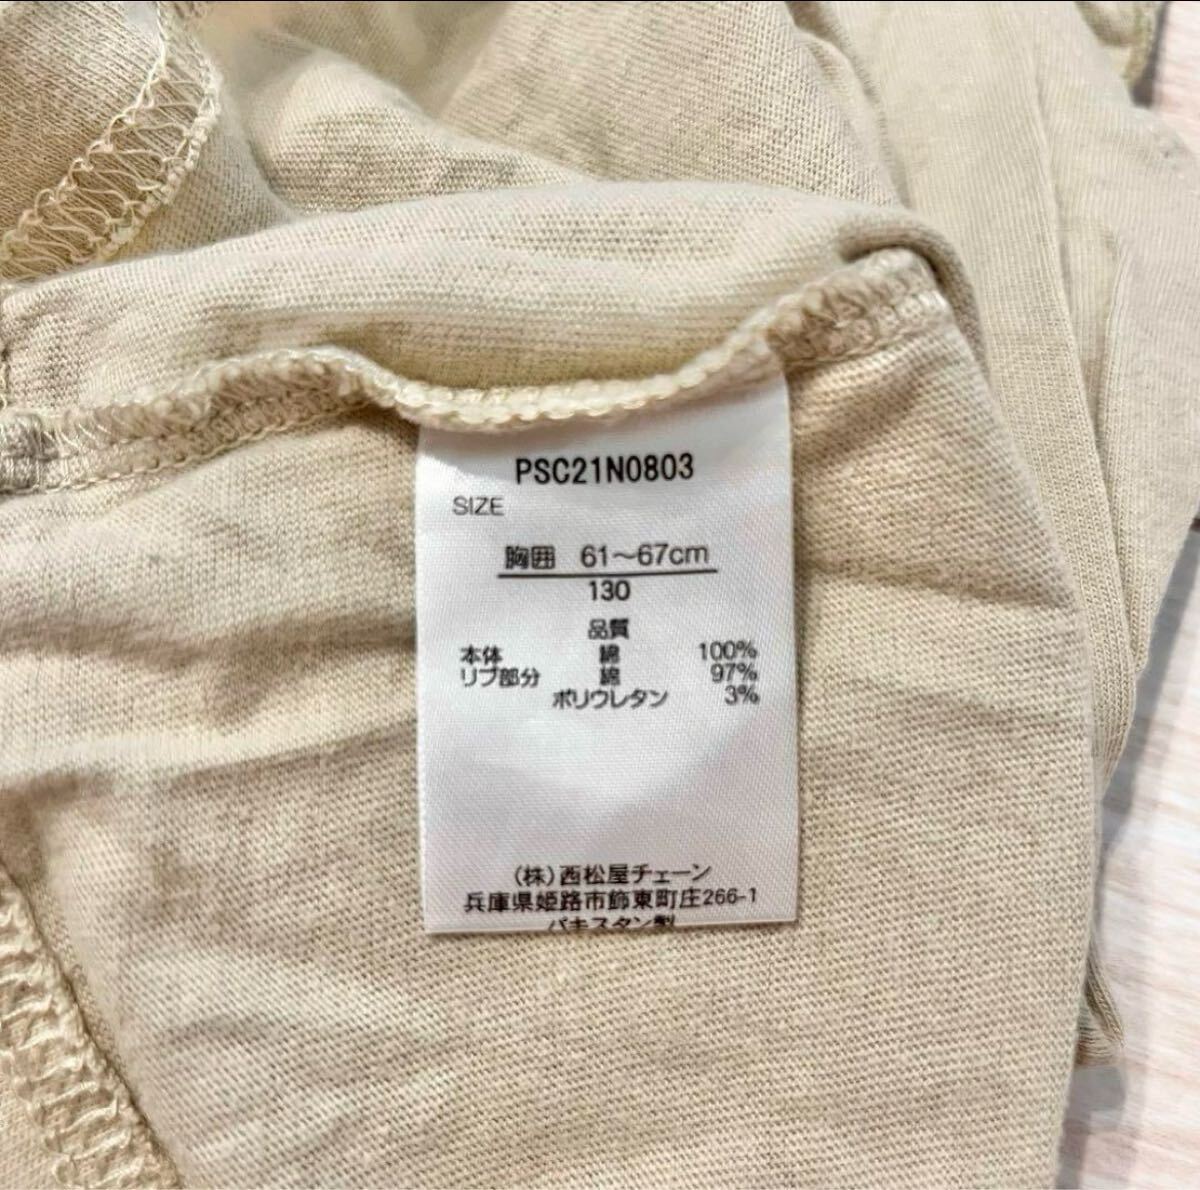 PSC21N0803
SIZE
胸囲 61～67cm
130
品質
本体 綿 100%
リブ部分 綿 97%
ポリウレタン 3%
(株)西松屋チェーン
兵庫県姫路市飾東町庄266-1
パキスタン製